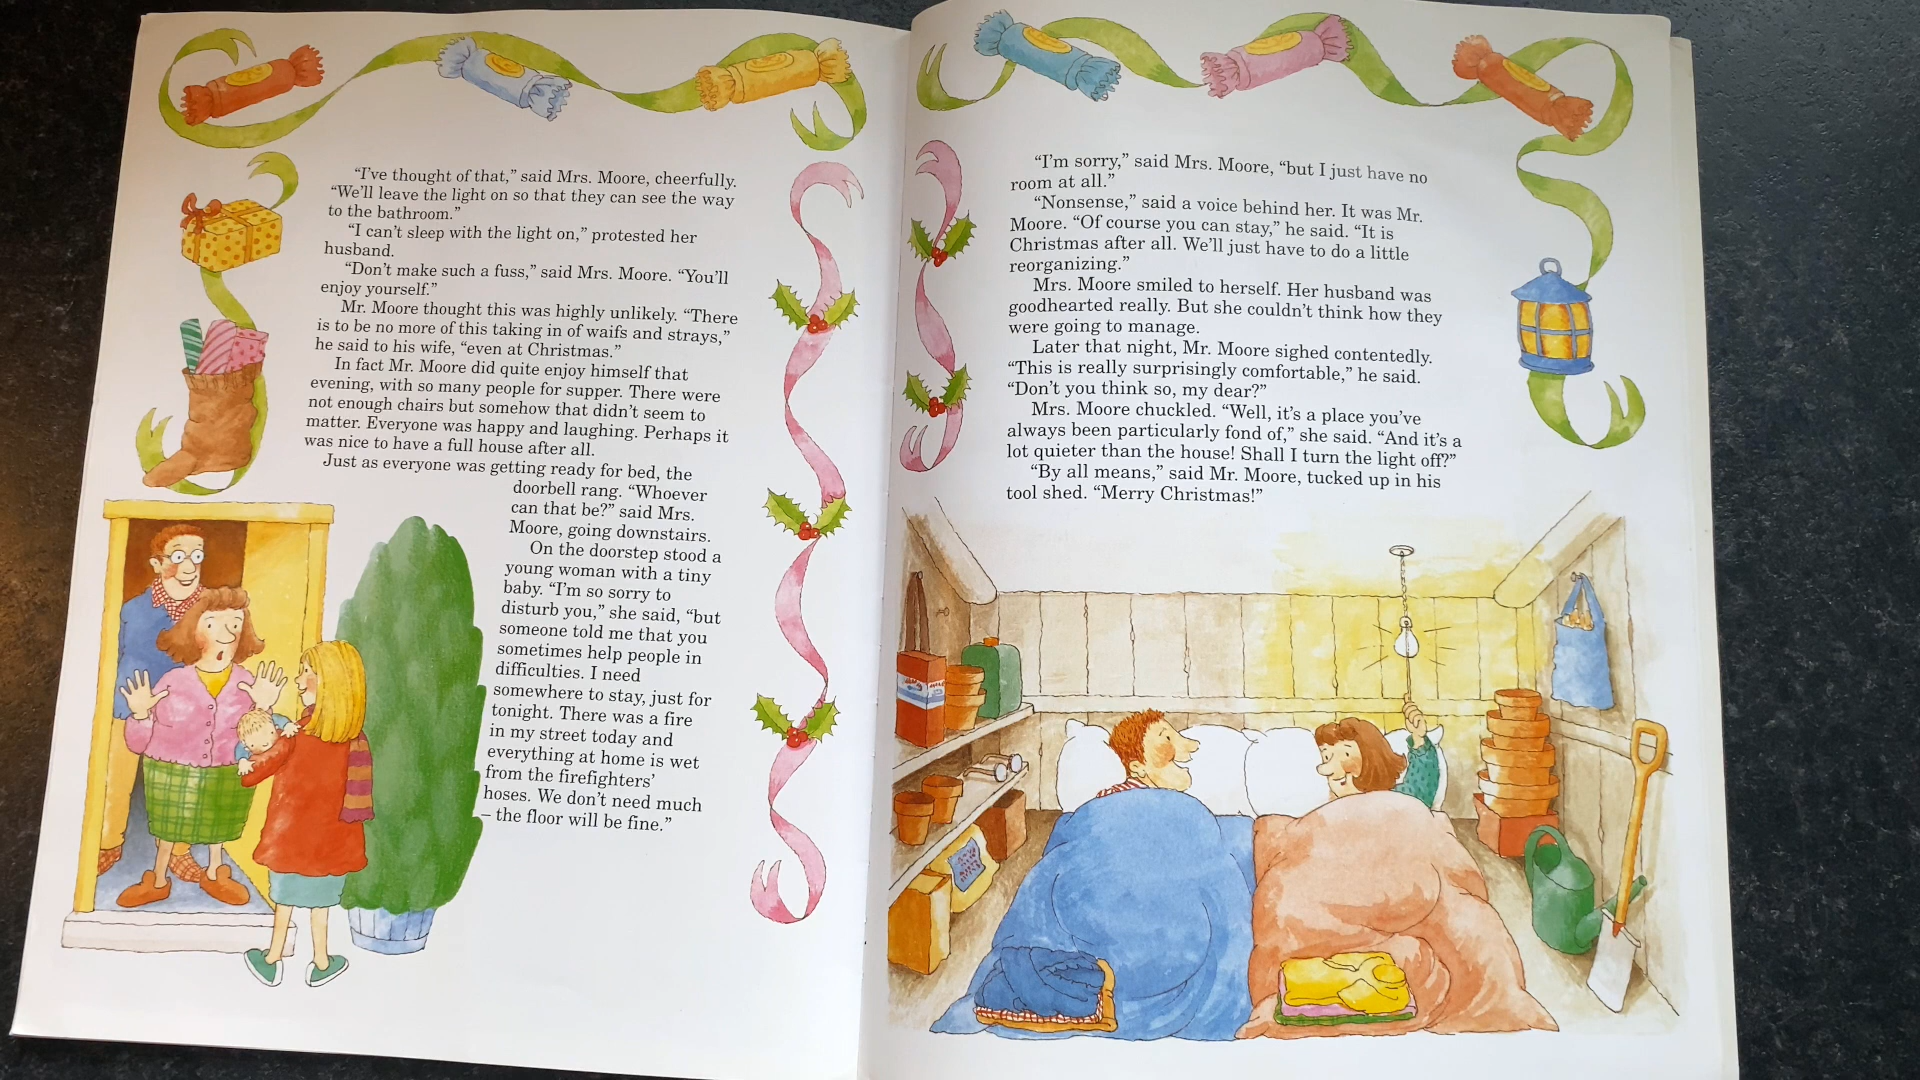 “I’ve thought of that,” said Mrs. Moore, cheerfully.
“We’ll leave the light on so that they can see the way
to the bathroom.”
“I can’t sleep with the light on,” protested her
husband.
“Don’t make such a fuss,” said Mrs. Moore. “You’ll
enjoy yourself.”
Mr. Moore thought this was highly unlikely. “There
is to be no more of this taking in of waifs and strays,”
he said to his wife, “even at Christmas.”
In fact Mr. Moore did quite enjoy himself that
evening, with so many people for supper. There were
not enough chairs but somehow that didn’t seem to
matter. Everyone was happy and laughing. Perhaps it
was nice to have a full house after all.
Just as everyone was getting ready for bed, the
doorbell rang. “Whoever
can that be?” said Mrs.
Moore, going downstairs.
On the doorstep stood a
young woman with a tiny
baby. “I’m so sorry to
disturb you,” she said, “but
someone told me that you
sometimes help people in
difficulties. I need
somewhere to stay, just for
tonight. There was a fire
in my street today and
everything at home is wet
from the firefighters’
hoses. We don’t need much
– the floor will be fine.”
“I’m sorry,” said Mrs. Moore, “but I just have no
room at all.”
“Nonsense,” said a voice behind her. It was Mr.
Moore. “Of course you can stay,” he said. “It is
Christmas after all. We’ll just have to do a little
reorganizing.”
Mrs. Moore smiled to herself. Her husband was
goodhearted really. But she couldn’t think how they
were going to manage.
Later that night, Mr. Moore sighed contentedly.
“This is really surprisingly comfortable,” he said.
“Don’t you think so, my dear?”
Mrs. Moore chuckled. “Well, it’s a place you’ve
always been particularly fond of,” she said. “And it’s a
lot quieter than the house! Shall I turn the light off?”
“By all means,” said Mr. Moore, tucked up in his
tool shed. “Merry Christmas!”